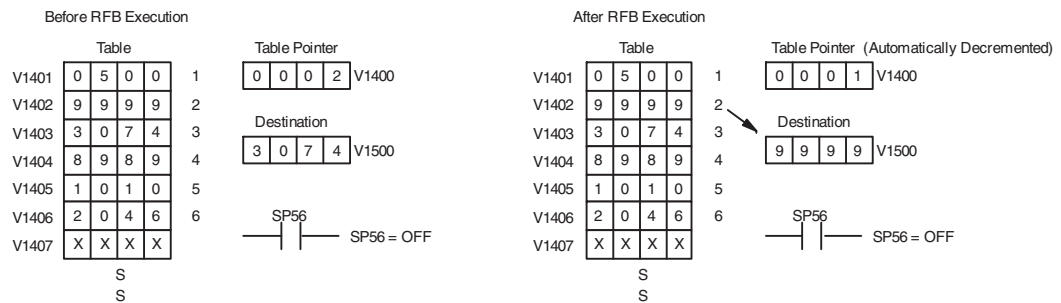 Before RFB Execution
Table
Table Pointer
V1401 0 5 0 0 1
0 0 0 2 V1400
V1402 9 9 9 9 2
V1403 3 0 7 4 3
Destination
3 0 7 4 V1500
V1404 8 9 8 9 4
V1405 1 0 1 0 5
V1406 2 0 4 6 6
SP56
SP56 = OFF
V1407 X X X X
S
S
After RFB Execution
Table
Table Pointer (Automatically Decremented)
V1401 0 5 0 0 1
0 0 0 1 V1400
V1402 9 9 9 9 2
V1403 3 0 7 4 3
Destination
9 9 9 9 V1500
V1404 8 9 8 9 4
V1405 1 0 1 0 5
V1406 2 0 4 6 6
SP56
SP56 = OFF
V1407 X X X X
S
S